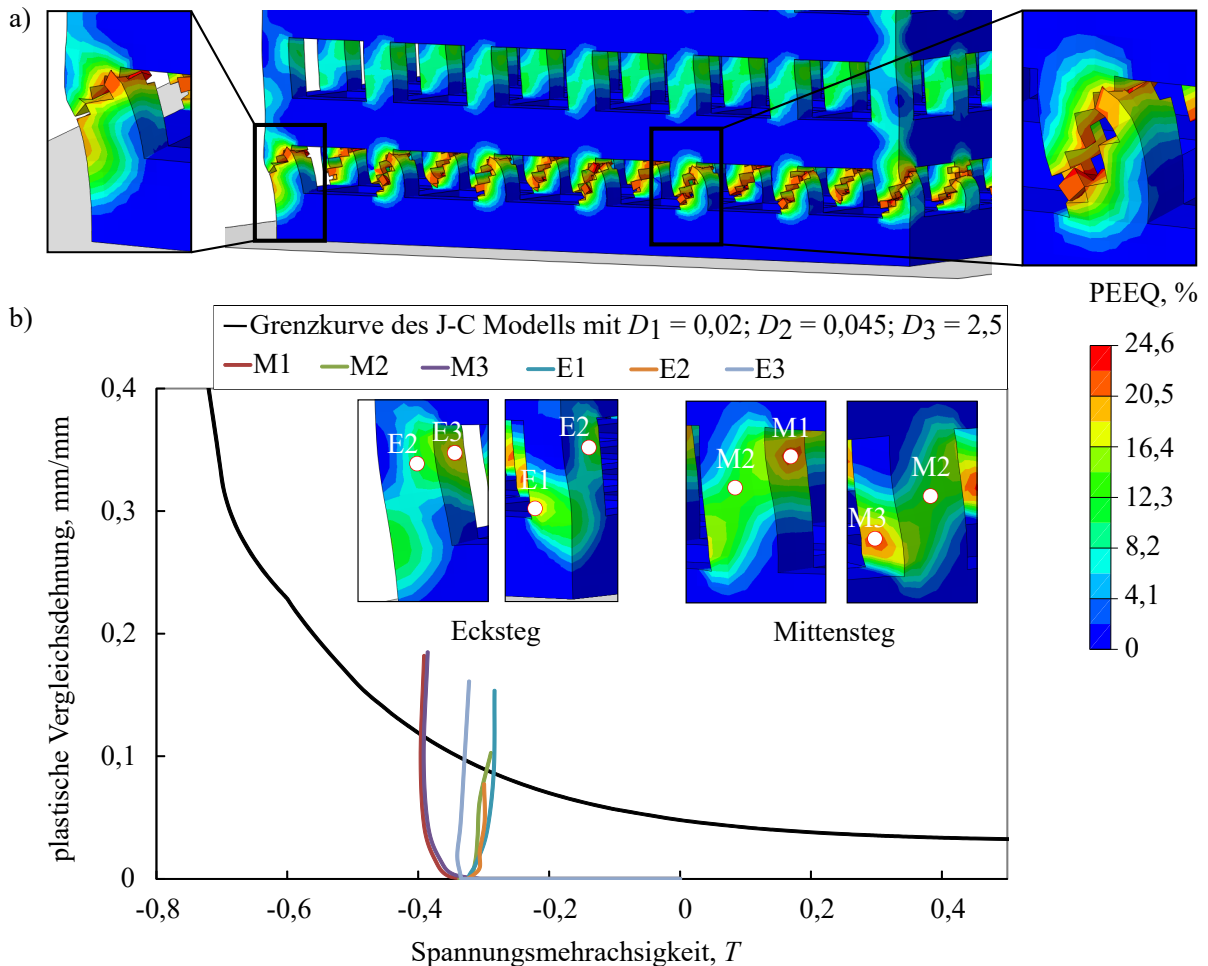 a)
PEEQ, %
24,6
20,5
16,4
12,3
8,2
4,1
0
b)
Grenzkurve des J-C Modells mit D1 = 0,02; D2 = 0,045; D3 = 2,5
M1 M2 M3 E1 E2 E3
E2 E3
E2
E1
M1
M2
M2
M3
Ecksteg
Mittensteg
plastische Vergleichsdehnung, mm/mm
0,4
0,3
0,2
0,1
0
-0,8 -0,6 -0,4 -0,2 0 0,2 0,4
Spannungsmehrachsigkeit, T